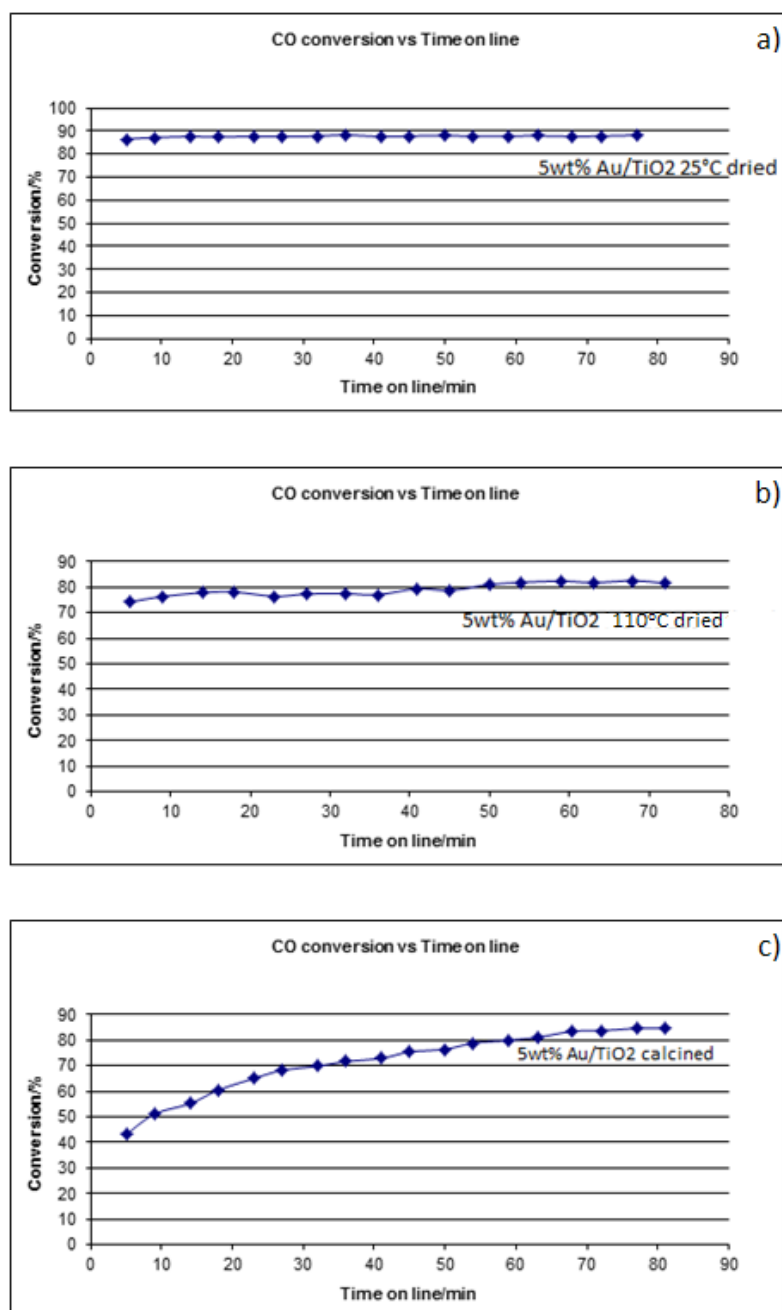 a)
CO conversion vs Time on line
100
90
80
70
60
50
40
30
20
10
0
5wt% Au/TiO2 25°C dried
Conversion/%
0 10 20 30 40 50 60 70 80 90
Time on line/min
b)
CO conversion vs Time on line
90
80
70
60
50
40
30
20
10
0
5wt% Au/TiO2 110°C dried
Conversion/%
0 10 20 30 40 50 60 70 80
Time on line/min
c)
CO conversion vs Time on line
90
80
70
60
50
40
30
20
10
0
5wt% Au/TiO2 calcined
Conversion/%
0 10 20 30 40 50 60 70 80 90
Time on line/min